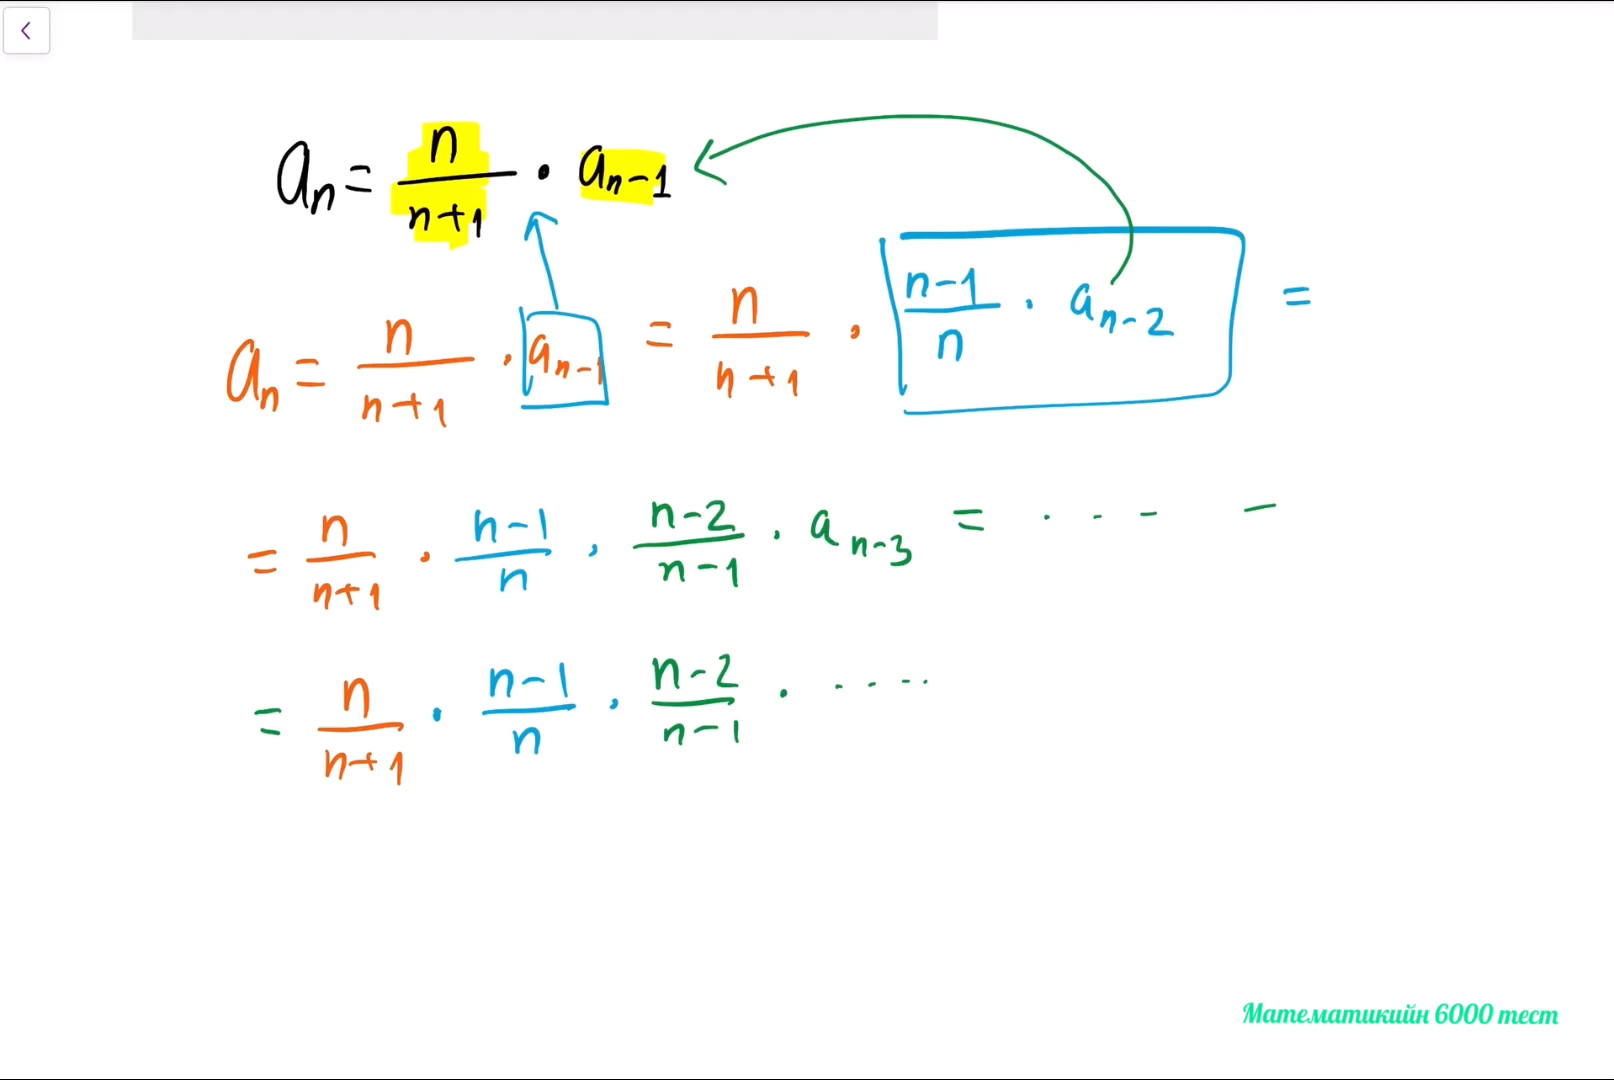 aₙ = n/(n+1) · aₙ₋₁
aₙ = n/(n+1) · aₙ₋₁ = n/(n+1) · (n-1)/n · aₙ₋₂ =
= n/(n+1) · (n-1)/n · (n-2)/(n-1) · aₙ₋₃ = · · - -
= n/(n+1) · (n-1)/n · (n-2)/(n-1) · · · · ·
Математикийн 6000 тест